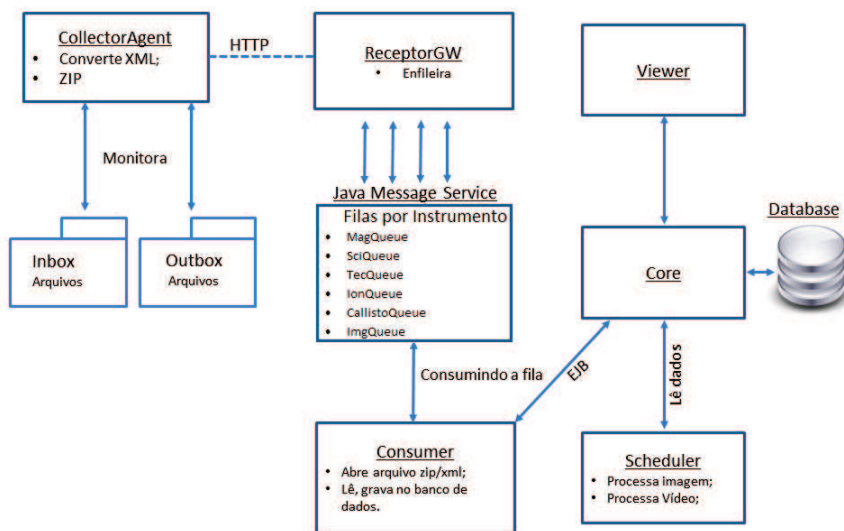 CollectorAgent
• Converte XML;
• ZIP
HTTP
ReceptorGW
• Enfileira
Viewer
Monitora
Inbox
Arquivos
Outbox
Arquivos
Java Message Service
Filas por Instrumento
• MagQueue
• SciQueue
• TecQueue
• IonQueue
• CallistoQueue
• ImgQueue
Database
Core
Consumindo a fila
EJB
Lê dados
Consumer
• Abre arquivo zip/xml;
• Lê, grava no banco de
dados.
Scheduler
• Processa imagem;
• Processa Vídeo;